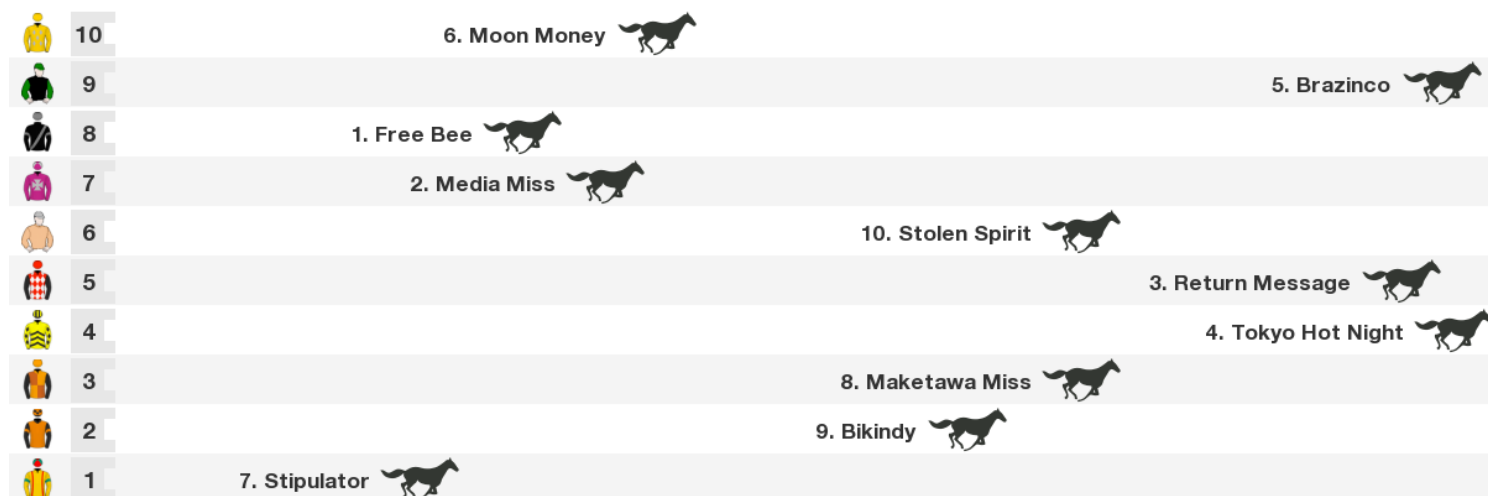 10 6. Moon Money
9 5. Brazinco
8 1. Free Bee
7 2. Media Miss
6 10. Stolen Spirit
5 3. Return Message
4 4. Tokyo Hot Night
3 8. Maketawa Miss
2 9. Bikindy
1 7. Stipulator